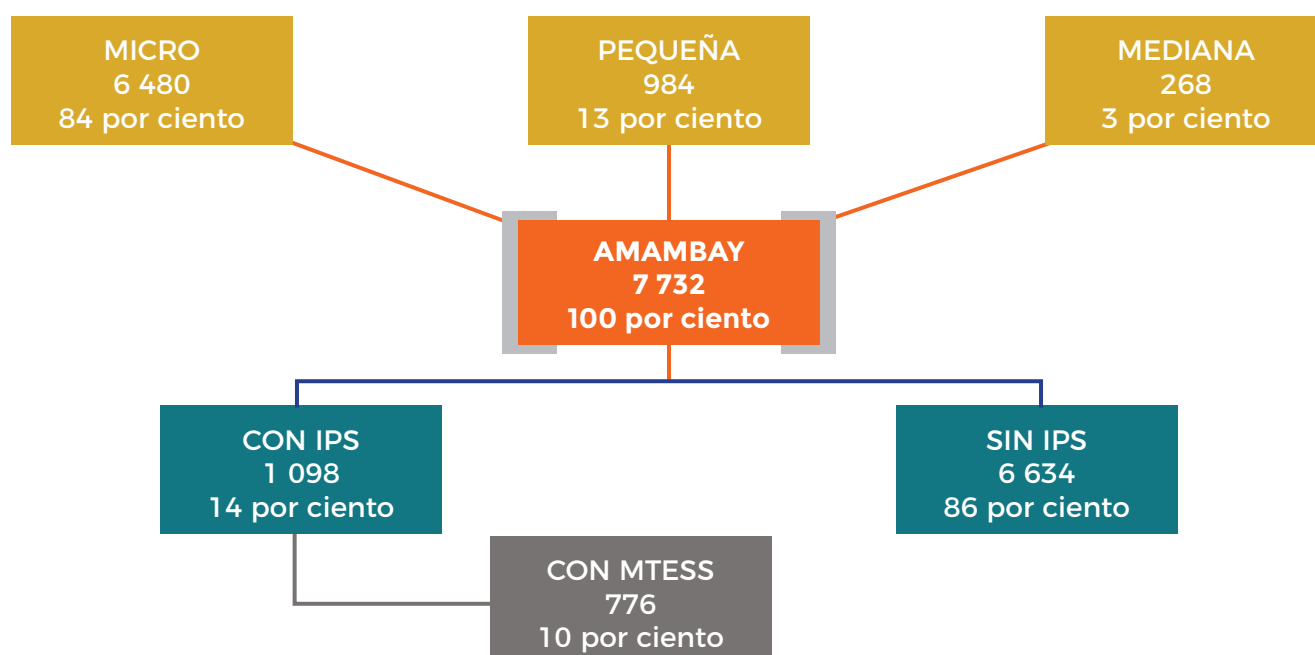 MICRO
6 480
84 por ciento
PEQUEÑA
984
13 por ciento
MEDIANA
268
3 por ciento
AMAMBAY
7 732
100 por ciento
CON IPS
1 098
14 por ciento
SIN IPS
6 634
86 por ciento
CON MTESS
776
10 por ciento